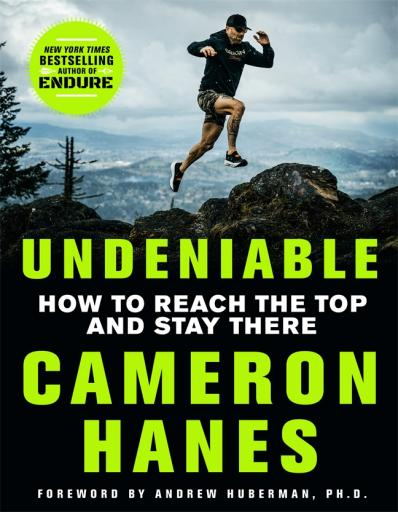 NEW YORK TIMES
BESTSELLING
AUTHOR OF
ENDURE
UNDENIABLE
HOW TO REACH THE TOP
AND STAY THERE
CAMERON
HANES
FOREWORD BY ANDREW HUBERMAN, PH.D.